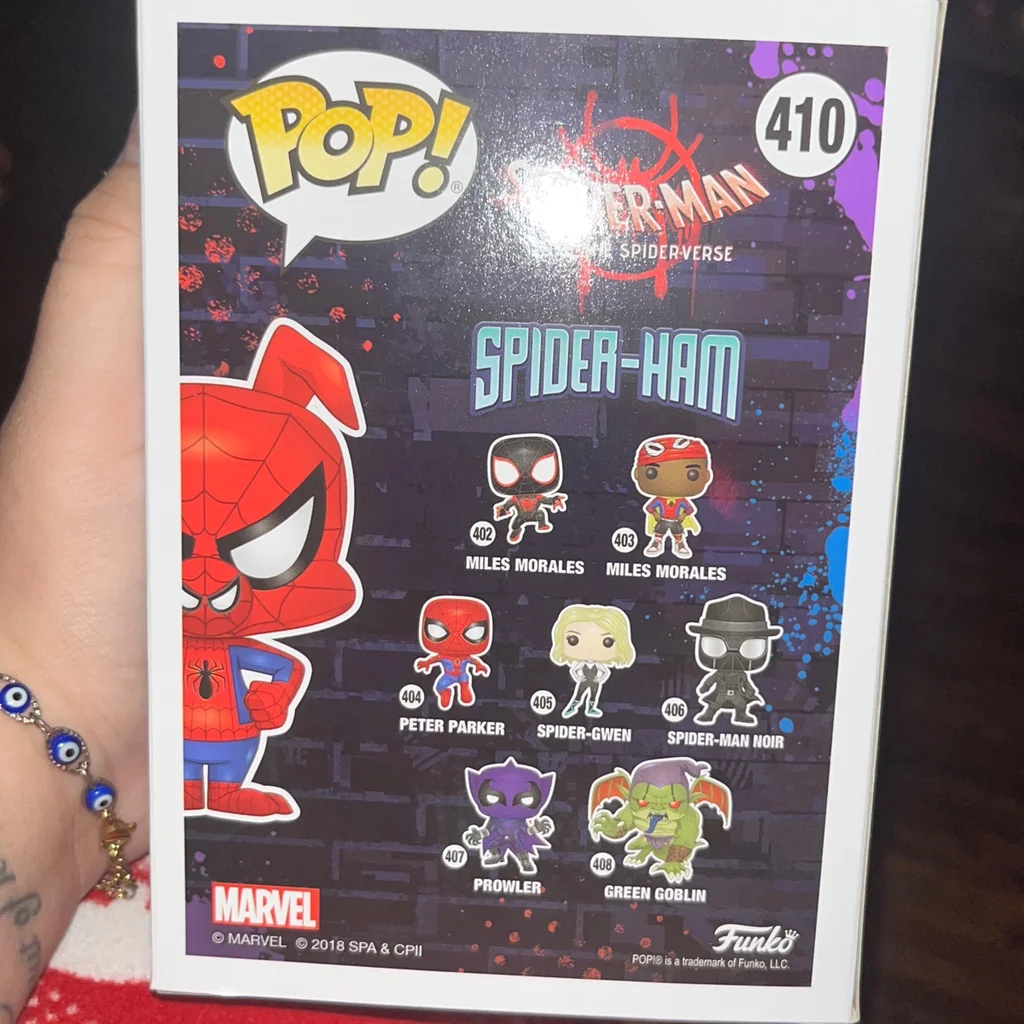 POP!®
410
SPIDER-MAN
SPIDER-VERSE
SPIDER-HAM
402
MILES MORALES
403
MILES MORALES
404
PETER PARKER
405
SPIDER-GWEN
406
SPIDER-MAN NOIR
407
PROWLER
408
GREEN GOBLIN
MARVEL
© MARVEL © 2018 SPA & CPII
Funko
POP!® is a trademark of Funko, LLC.